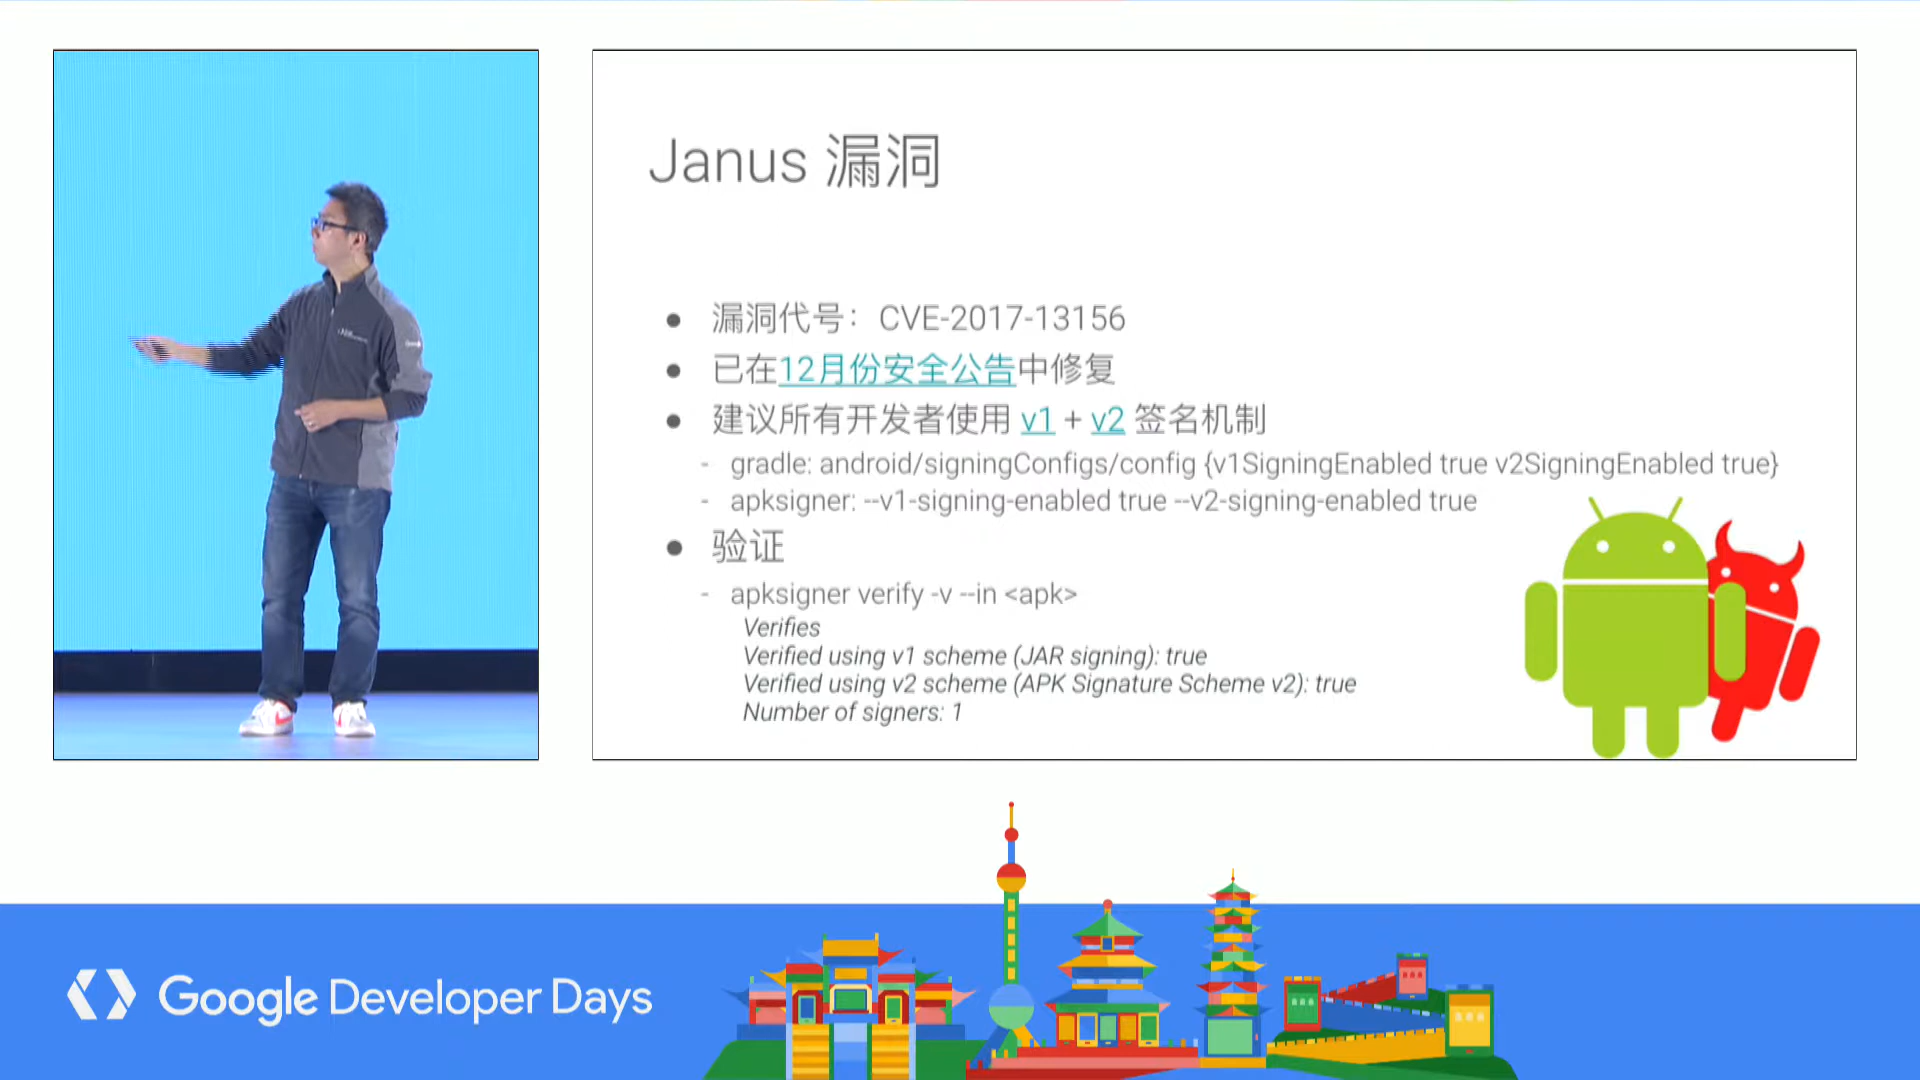 Janus 漏洞
● 漏洞代号：CVE-2017-13156
● 已在12月份安全公告中修复
● 建议所有开发者使用 v1 + v2 签名机制
- gradle: android/signingConfigs/config {v1SigningEnabled true v2SigningEnabled true}
- apksigner: --v1-signing-enabled true --v2-signing-enabled true
● 验证
- apksigner verify -v --in <apk>
Verifies
Verified using v1 scheme (JAR signing): true
Verified using v2 scheme (APK Signature Scheme v2): true
Number of signers: 1
Google Developer Days